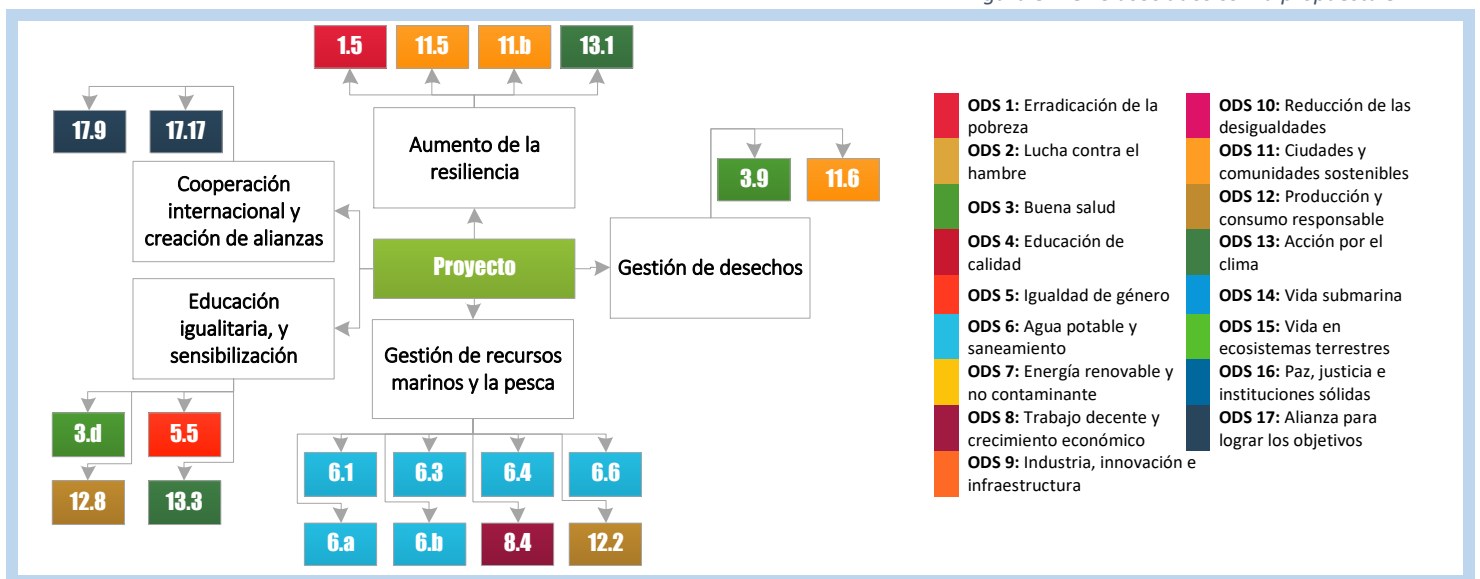 1.5
11.5
11.b
13.1
17.9
17.17
Aumento de la
resiliencia
3.9
11.6
Cooperación
internacional y
creación de alianzas
Proyecto
Gestión de desechos
Educación
igualitaria, y
sensibilización
Gestión de recursos
marinos y la pesca
3.d
5.5
12.8
13.3
6.1
6.3
6.4
6.6
6.a
6.b
8.4
12.2
ODS 1: Erradicación de la
pobreza
ODS 2: Lucha contra el
hambre
ODS 3: Buena salud
ODS 4: Educación de
calidad
ODS 5: Igualdad de género
ODS 6: Agua potable y
saneamiento
ODS 7: Energía renovable y
no contaminante
ODS 8: Trabajo decente y
crecimiento económico
ODS 9: Industria, innovación e
infraestructura
ODS 10: Reducción de las
desigualdades
ODS 11: Ciudades y
comunidades sostenibles
ODS 12: Producción y
consumo responsable
ODS 13: Acción por el
clima
ODS 14: Vida submarina
ODS 15: Vida en
ecosistemas terrestres
ODS 16: Paz, justicia e
instituciones sólidas
ODS 17: Alianza para
lograr los objetivos